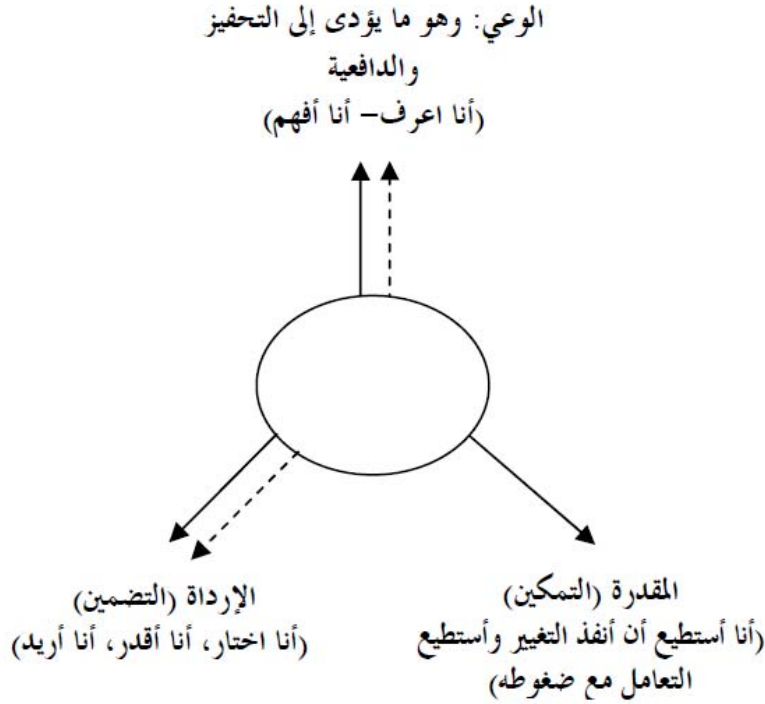 الوعي: وهو ما يؤدى إلى التحفيز
والدافعية
(أنا اعرف– أنا أفهم)
المقدرة (التمكين)
(أنا أستطيع أن أنفذ التغيير وأستطيع
التعامل مع ضغوطه)
الإرداة (التضمين)
(أنا اختار، أنا أقدر، أنا أريد)